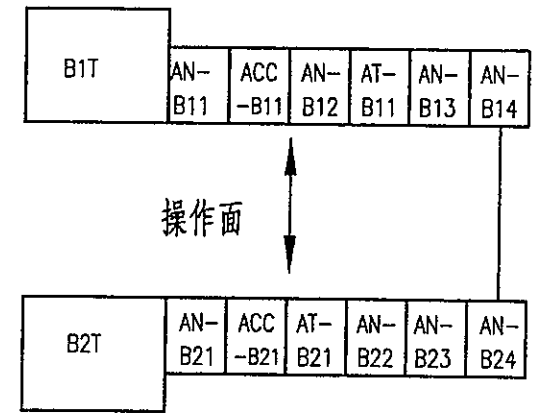 B1T
AN- ACC AN- AT- AN- AN-
B11 -B11 B12 B11 B13 B14
操作面
B2T
AN- ACC AT- AN- AN- AN-
B21 -B21 B21 B22 B23 B24